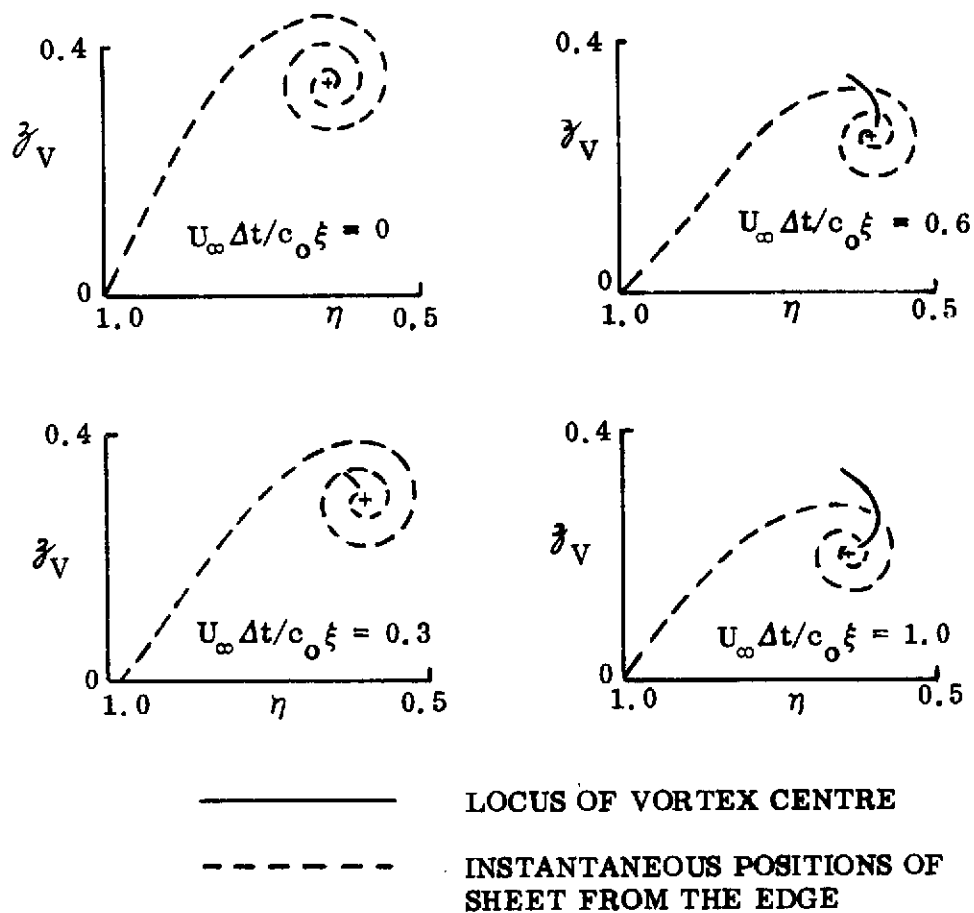 0.4
𝓏V
U∞Δt/coξ = 0
0
1.0 η 0.5
0.4
𝓏V
U∞Δt/coξ = 0.6
0
1.0 η 0.5
0.4
𝓏V
U∞Δt/coξ = 0.3
0
1.0 η 0.5
0.4
𝓏V
U∞Δt/coξ = 1.0
0
1.0 η 0.5
LOCUS OF VORTEX CENTRE
INSTANTANEOUS POSITIONS OF
SHEET FROM THE EDGE